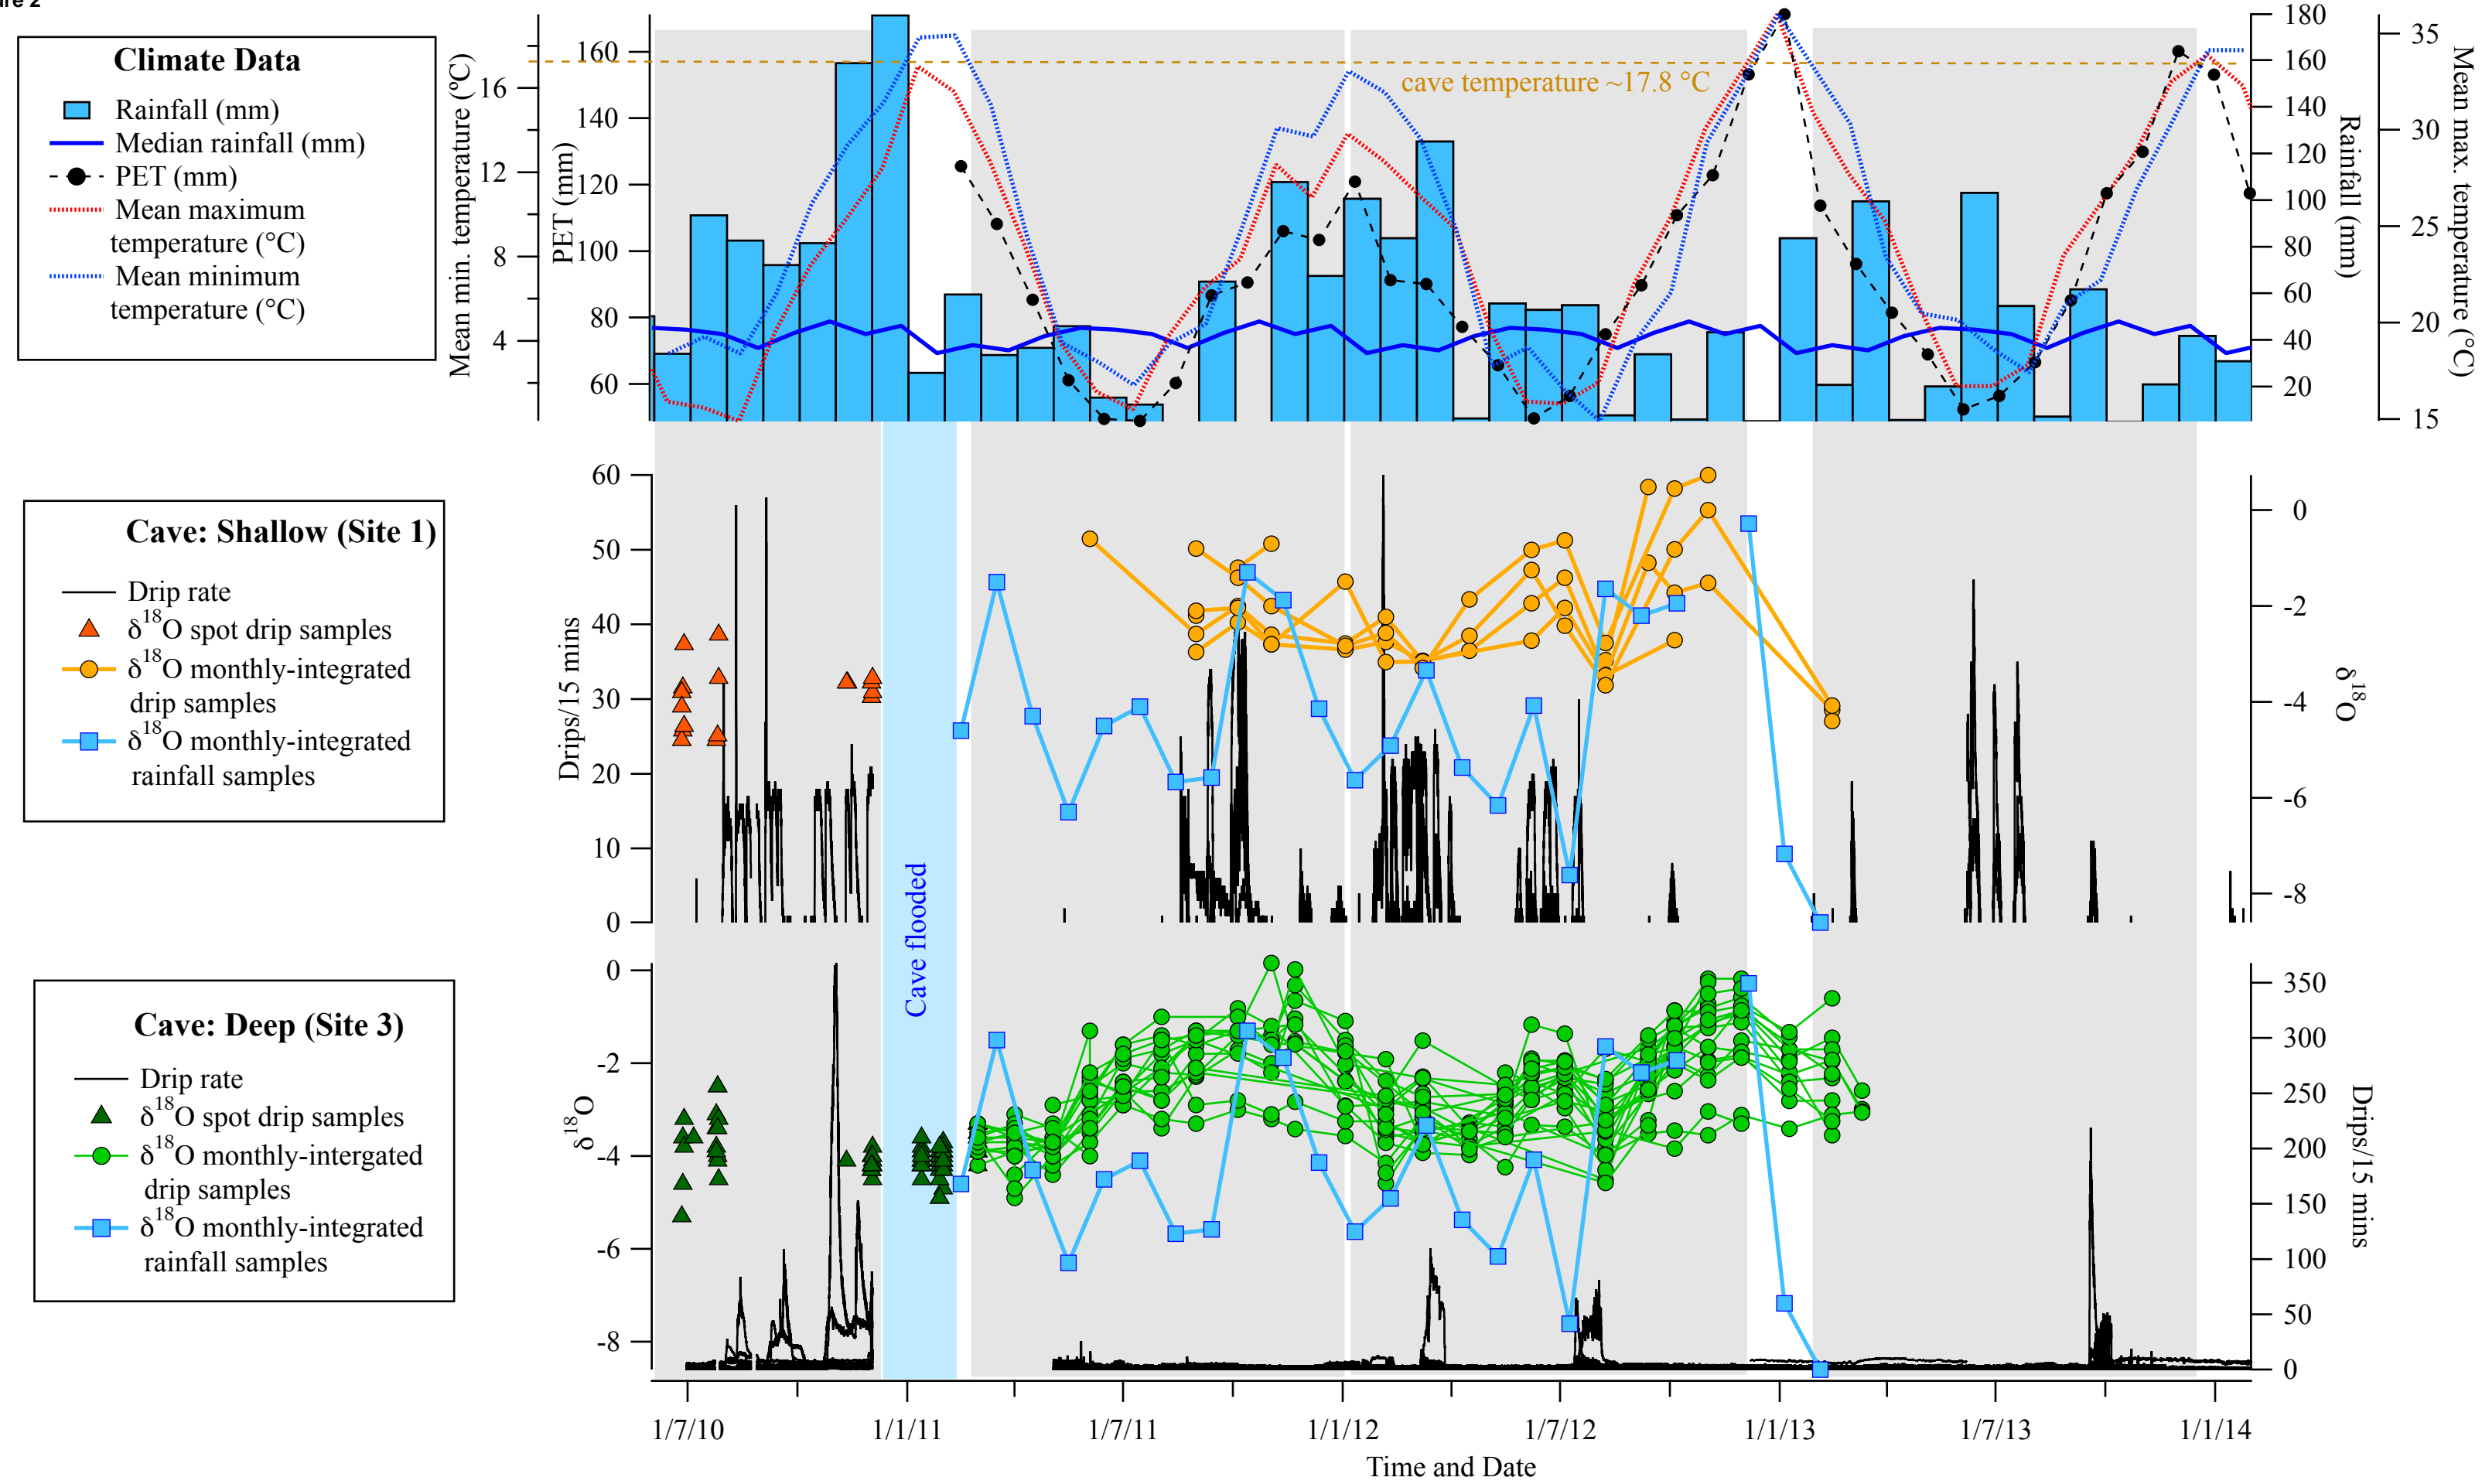 ure 2
Climate Data
Rainfall (mm)
Median rainfall (mm)
PET (mm)
Mean maximum
temperature (°C)
Mean minimum
temperature (°C)
Mean min. temperature (°C)
16
12
8
4
PET (mm)
160
140
120
100
80
60
cave temperature ~17.8 °C
180
160
140
120
100
80
60
40
20
Rainfall (mm)
35
30
25
20
15
Mean max. temperature (°C)
Cave: Shallow (Site 1)
Drip rate
δ18O spot drip samples
δ18O monthly-integrated
drip samples
δ18O monthly-integrated
rainfall samples
Drips/15 mins
60
50
40
30
20
10
0
0
-2
-4
-6
-8
δ18O
Cave flooded
Cave: Deep (Site 3)
Drip rate
δ18O spot drip samples
δ18O monthly-intergated
drip samples
δ18O monthly-integrated
rainfall samples
δ18O
0
-2
-4
-6
-8
350
300
250
200
150
100
50
0
Drips/15 mins
1/7/10
1/1/11
1/7/11
1/1/12
1/7/12
1/1/13
1/7/13
1/1/14
Time and Date